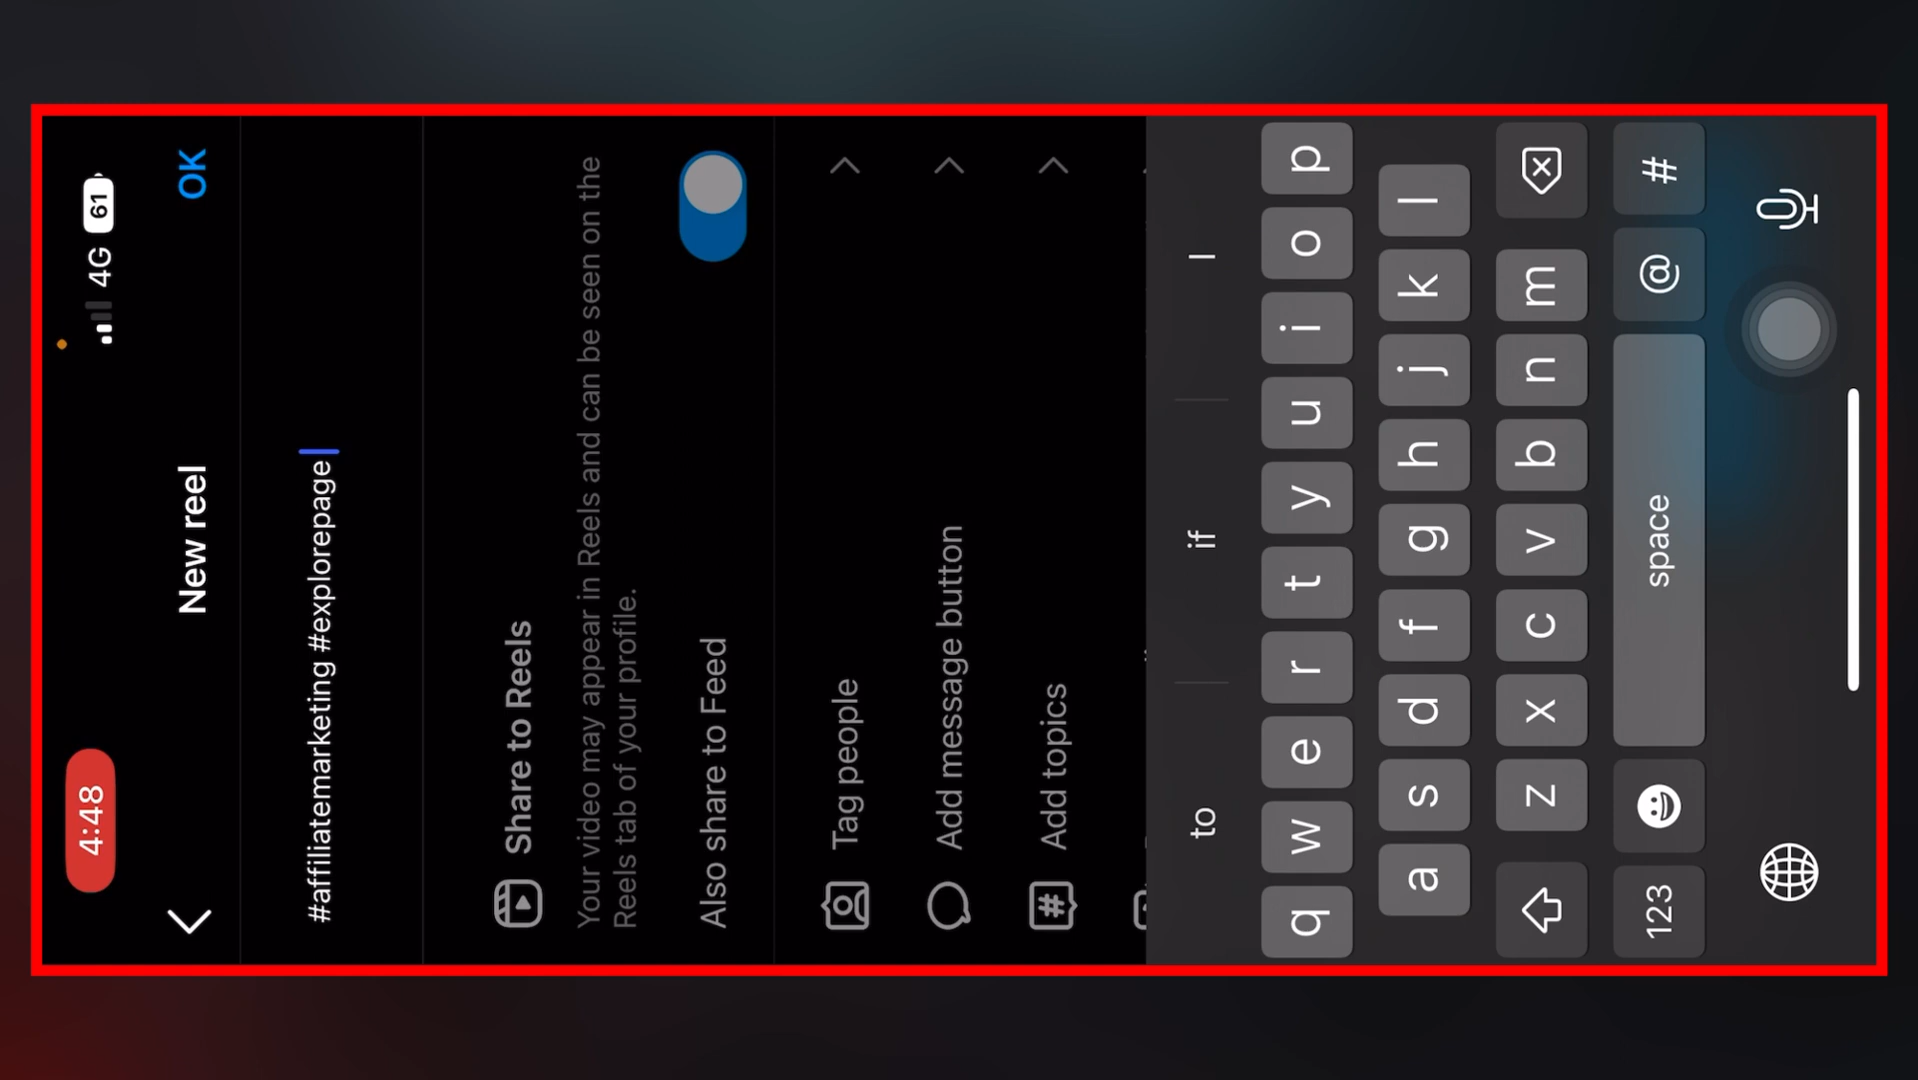 4:48
4G 61
New reel
OK
#affiliatemarketing #explorepage
Share to Reels
Your video may appear in Reels and can be seen on the
Reels tab of your profile.
Also share to Feed
Tag people
Add message button
Add topics
to if I
q w e r t y u i o p
a s d f g h j k l
z x c v b n m
123 space @ #